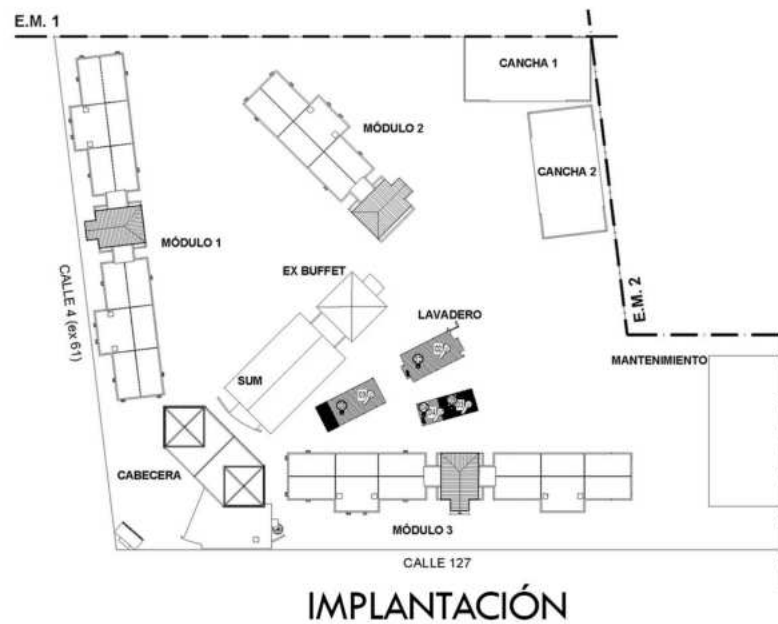 E.M. 1
CANCHA 1
MÓDULO 2
CANCHA 2
MÓDULO 1
EX BUFFET
CALLE 4 (ex 61)
E.M. 2
LAVADERO
MANTENIMIENTO
SUM
CABECERA
MÓDULO 3
CALLE 127
IMPLANTACIÓN